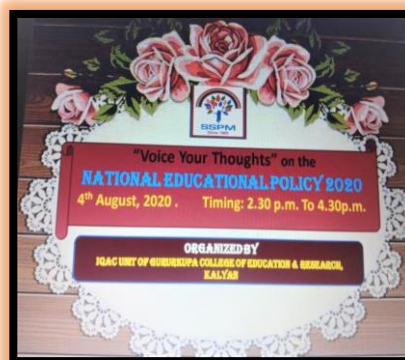 SSPM
"Voice Your Thoughts" on the
NATIONAL EDUCATIONAL POLICY 2020
4th August, 2020 . Timing: 2.30 p.m. To 4.30p.m.
ORGANIZED BY
IQAC UNIT OF GURUKUPA COLLEGE OF EDUCATION & RESEARCH,
KALYAN